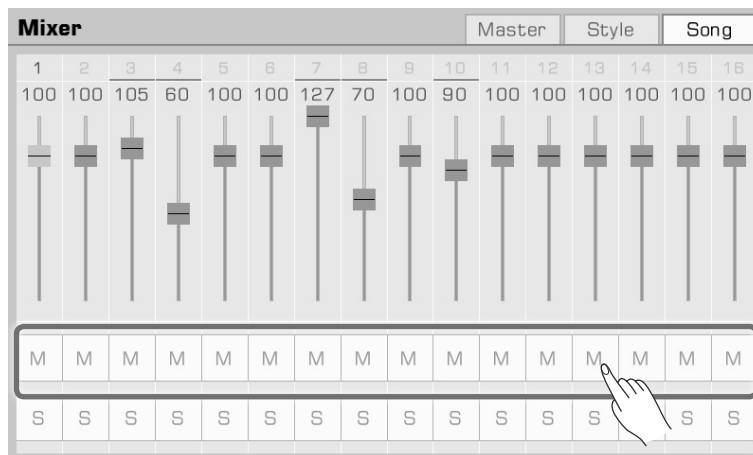 Mixer Master Style Song
1 2 3 4 5 6 7 8 9 10 11 12 13 14 15 16
100 100 105 60 100 100 127 70 100 90 100 100 100 100 100 100
M M M M M M M M M M M M M M M M
S S S S S S S S S S S S S S S